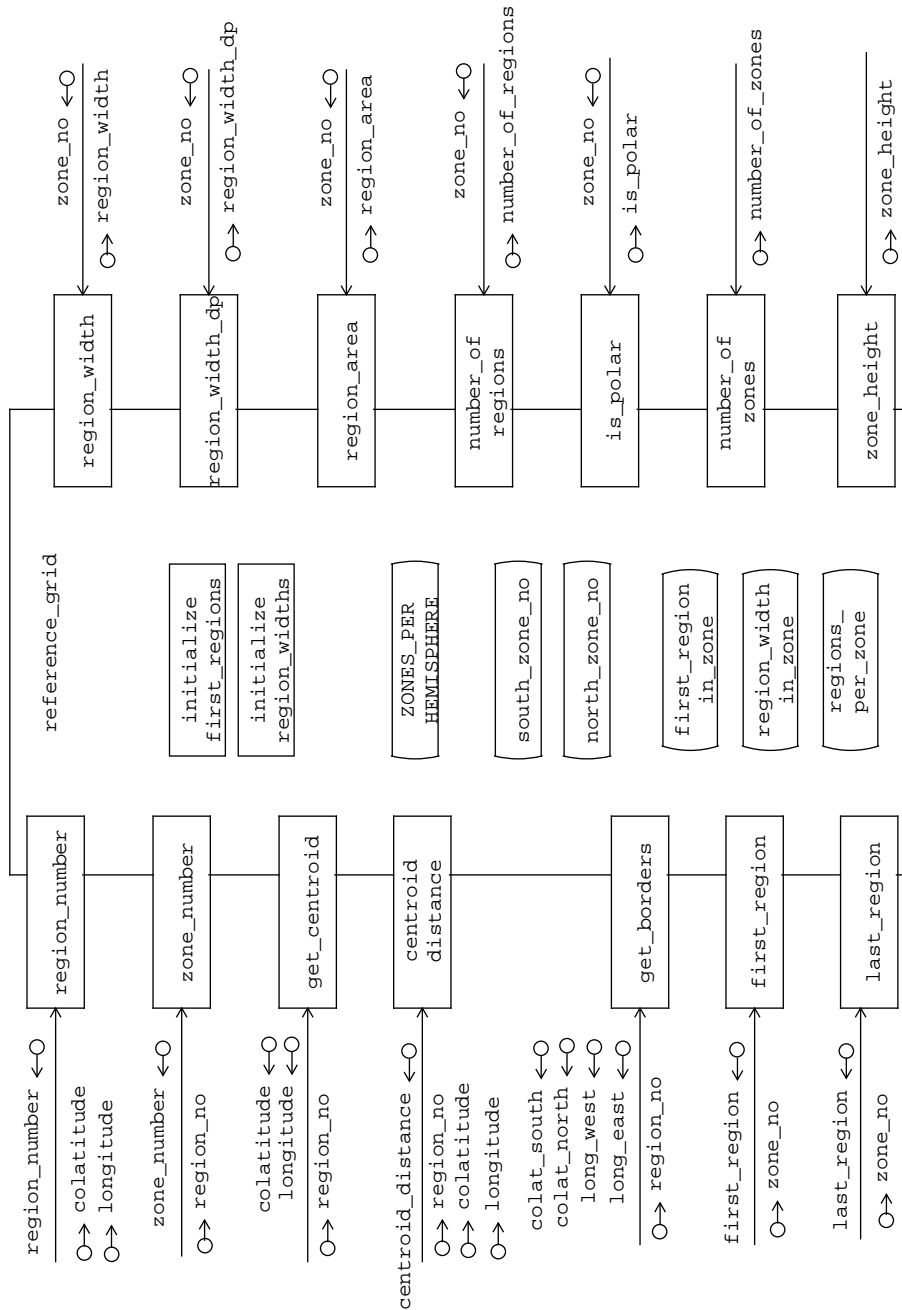 region_number
colatitude
longitude
region_number
zone_number
region_no
zone_number
colatitude
longitude
region_no
get_centroid
centroid_distance
region_no
colatitude
longitude
centroid
distance
colat_south
colat_north
long_west
long_east
region_no
get_borders
first_region
zone_no
first_region
last_region
zone_no
last_region
reference_grid
initialize
first_regions
initialize
region_widths
ZONES_PER
HEMISPHERE
south_zone_no
north_zone_no
first_region
in_zone
region_width
in_zone
regions_
per_zone
region_width
zone_no
region_width
region_width_dp
zone_no
region_width_dp
region_area
zone_no
region_area
number_of
regions
zone_no
number_of_regions
is_polar
zone_no
is_polar
number_of
zones
number_of_zones
zone_height
zone_height